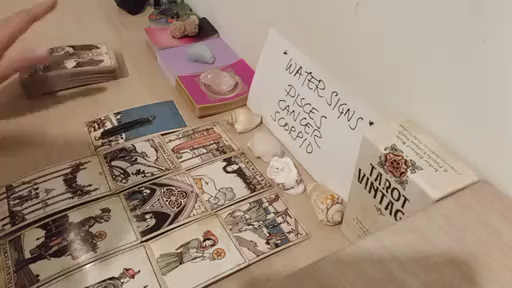 WATER SIGNS
PISCES
CANCER
SCORPIO
TAROT
VINTAG